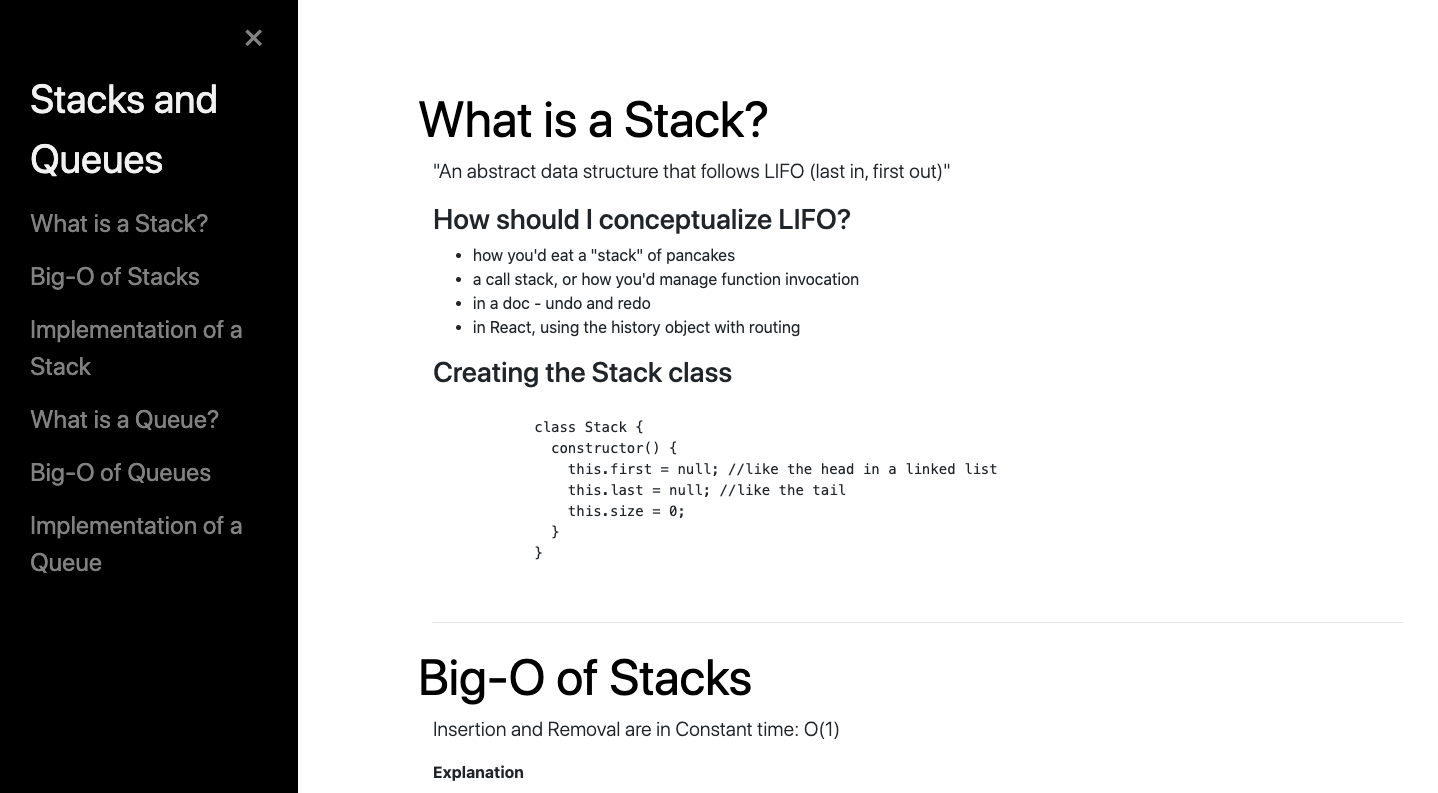 ×
Stacks and
Queues
What is a Stack?
Big-O of Stacks
Implementation of a
Stack
What is a Queue?
Big-O of Queues
Implementation of a
Queue
What is a Stack?
"An abstract data structure that follows LIFO (last in, first out)"
How should I conceptualize LIFO?
• how you'd eat a "stack" of pancakes
• a call stack, or how you'd manage function invocation
• in a doc - undo and redo
• in React, using the history object with routing
Creating the Stack class
class Stack {
  constructor() {
    this.first = null; //like the head in a linked list
    this.last = null; //like the tail
    this.size = 0;
  }
}
Big-O of Stacks
Insertion and Removal are in Constant time: O(1)
Explanation